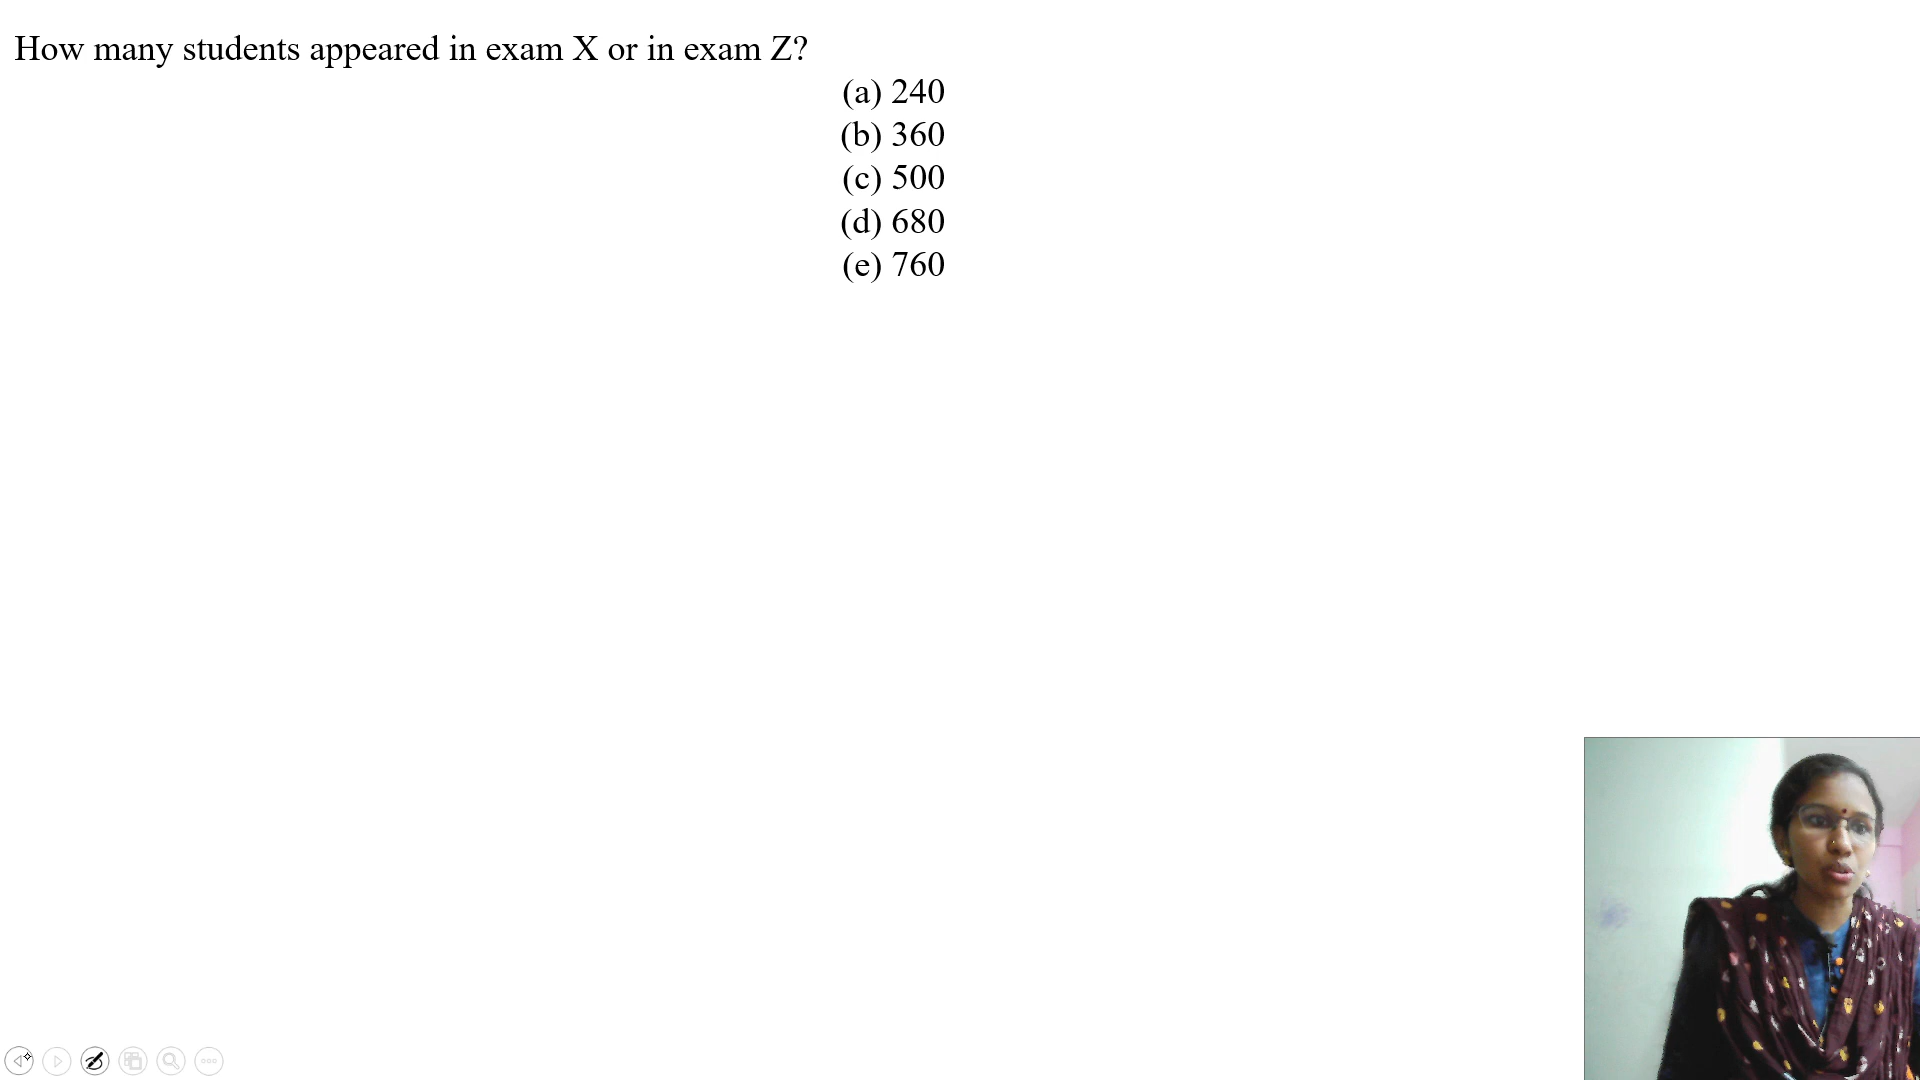 How many students appeared in exam X or in exam Z?
(a) 240
(b) 360
(c) 500
(d) 680
(e) 760